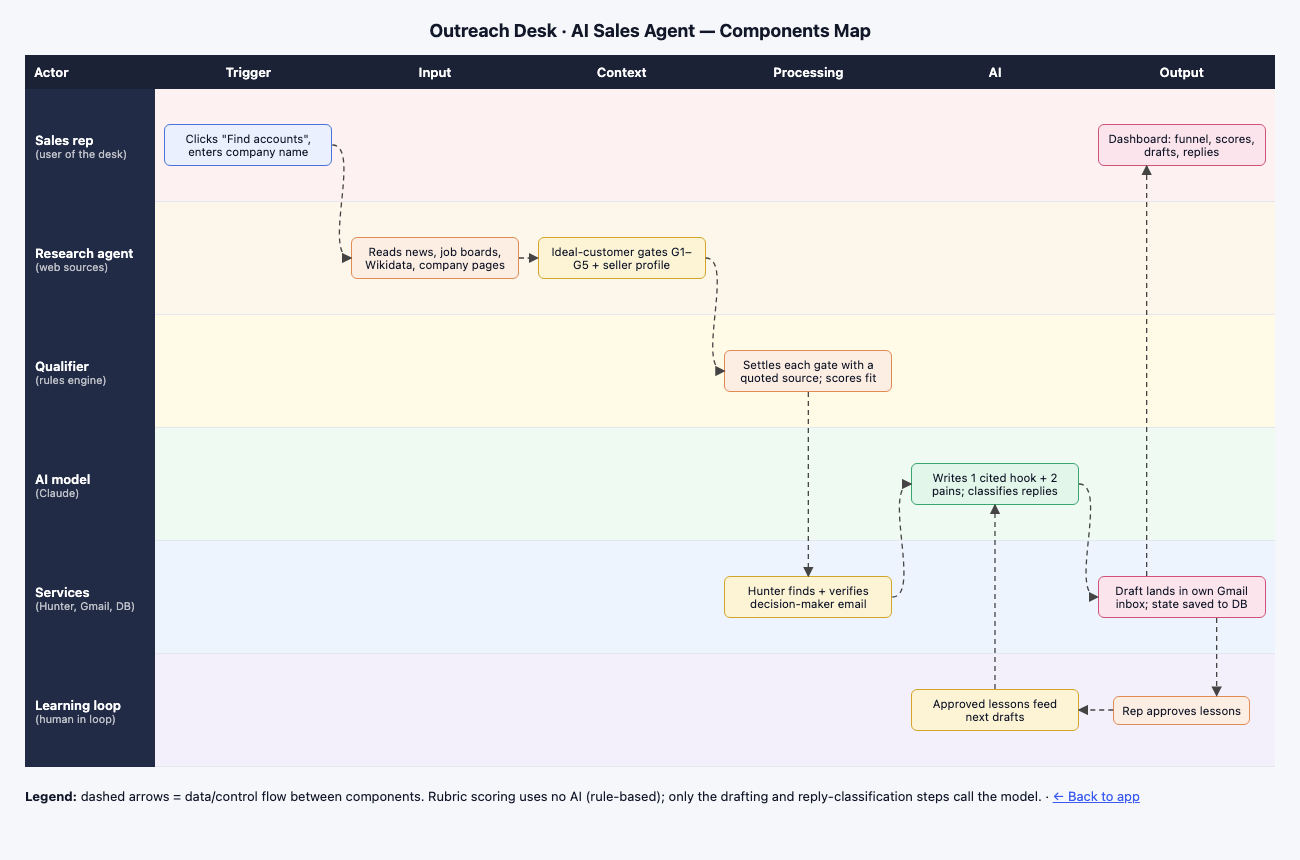 Outreach Desk · AI Sales Agent — Components Map
Actor
Trigger
Input
Context
Processing
AI
Output
Sales rep
(user of the desk)
Clicks "Find accounts",
enters company name
Dashboard: funnel, scores,
drafts, replies
Research agent
(web sources)
Reads news, job boards,
Wikidata, company pages
Ideal-customer gates G1–
G5 + seller profile
Qualifier
(rules engine)
Settles each gate with a
quoted source; scores fit
AI model
(Claude)
Writes 1 cited hook + 2
pains; classifies replies
Services
(Hunter, Gmail, DB)
Hunter finds + verifies
decision-maker email
Draft lands in own Gmail
inbox; state saved to DB
Learning loop
(human in loop)
Approved lessons feed
next drafts
Rep approves lessons
Legend: dashed arrows = data/control flow between components. Rubric scoring uses no AI (rule-based); only the drafting and reply-classification steps call the model. · ← Back to app